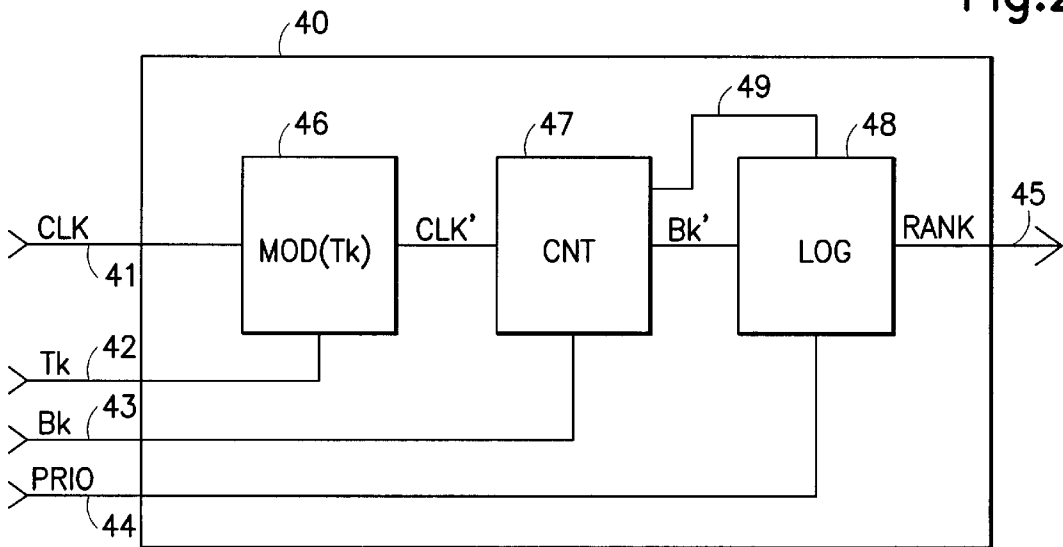 Fig.2
40
49
46
47
48
CLK
CLK'
Bk'
RANK
45
MOD(Tk)
CNT
LOG
41
Tk
42
Bk
43
PRIO
44